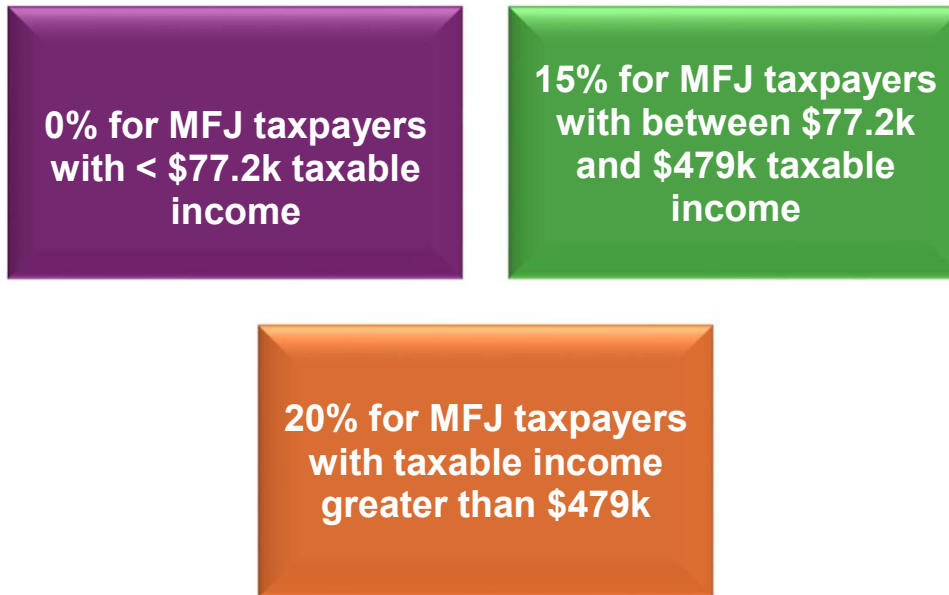 0% for MFJ taxpayers
with < $77.2k taxable
income
15% for MFJ taxpayers
with between $77.2k
and $479k taxable
income
20% for MFJ taxpayers
with taxable income
greater than $479k